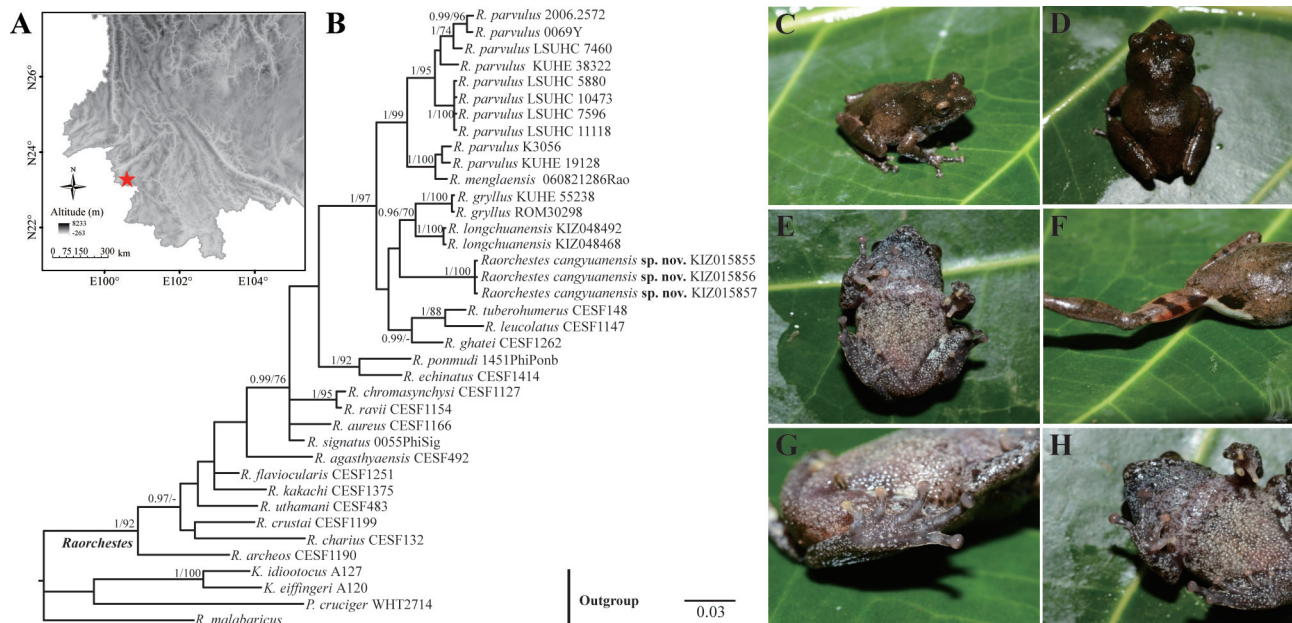 A
N26°
N24°
N22°
N
Altitude (m)
8233
-263
0 75 150 300
km
E100° E102° E104°
B
0.99/96
R. parvulus 2006.2572
R. parvulus 0069Y
1/74
R. parvulus LSUHC 7460
R. parvulus KUHE 38322
1/95
R. parvulus LSUHC 5880
R. parvulus LSUHC 10473
1/100
R. parvulus LSUHC 7596
R. parvulus LSUHC 11118
1/99
R. parvulus K3056
1/100
R. parvulus KUHE 19128
R. menglaensis 060821286Rao
1/97
1/100
R. gryllus KUHE 55238
R. gryllus ROM30298
0.96/70
1/100
R. longchuanensis KIZ048492
R. longchuanensis KIZ048468
Raorchestes cangyuanensis sp. nov. KIZ015855
1/100
Raorchestes cangyuanensis sp. nov. KIZ015856
Raorchestes cangyuanensis sp. nov. KIZ015857
1/88
R. tuberohumerus CESF148
R. leucolatus CESF1147
0.99/-
R. ghatei CESF1262
1/92
R. ponmudi 1451PhiPonb
R. echinatus CESF1414
0.99/76
1/95
R. chromasynchysi CESF1127
R. ravii CESF1154
R. aureus CESF1166
R. signatus 0055PhiSig
R. agasthyaensis CESF492
R. flaviocularis CESF1251
R. kakachi CESF1375
0.97/-
R. uthamani CESF483
R. crustai CESF1199
1/92
R. charius CESF132
Raorchestes
R. archeos CESF1190
1/100
K. idiootocus A127
K. eiffingeri A120
P. cruciger WHT2714
R. malabaricus
Outgroup
0.03
C
D
E
F
G
H